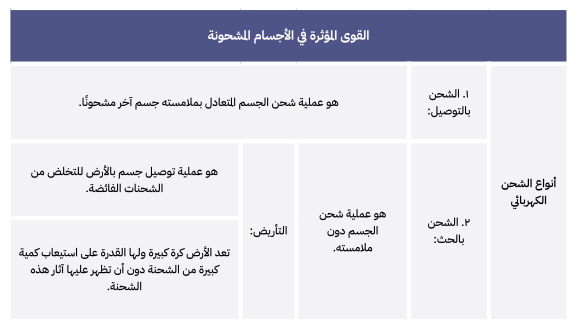 القوى المؤثرة في الأجسام المشحونة
أنواع الشحن
الكهربائي
١. الشحن
بالتوصيل:
هو عملية شحن الجسم المتعادل بملامسته جسم آخر مشحونًا.
٢. الشحن
بالحث:
هو عملية شحن
الجسم دون
ملامسته.
التأريض:
هو عملية توصيل جسم بالأرض للتخلص من
الشحنات الفائضة.
تعد الأرض كرة كبيرة ولها القدرة على استيعاب كمية
كبيرة من الشحنة دون أن تظهر عليها آثار هذه
الشحنة.